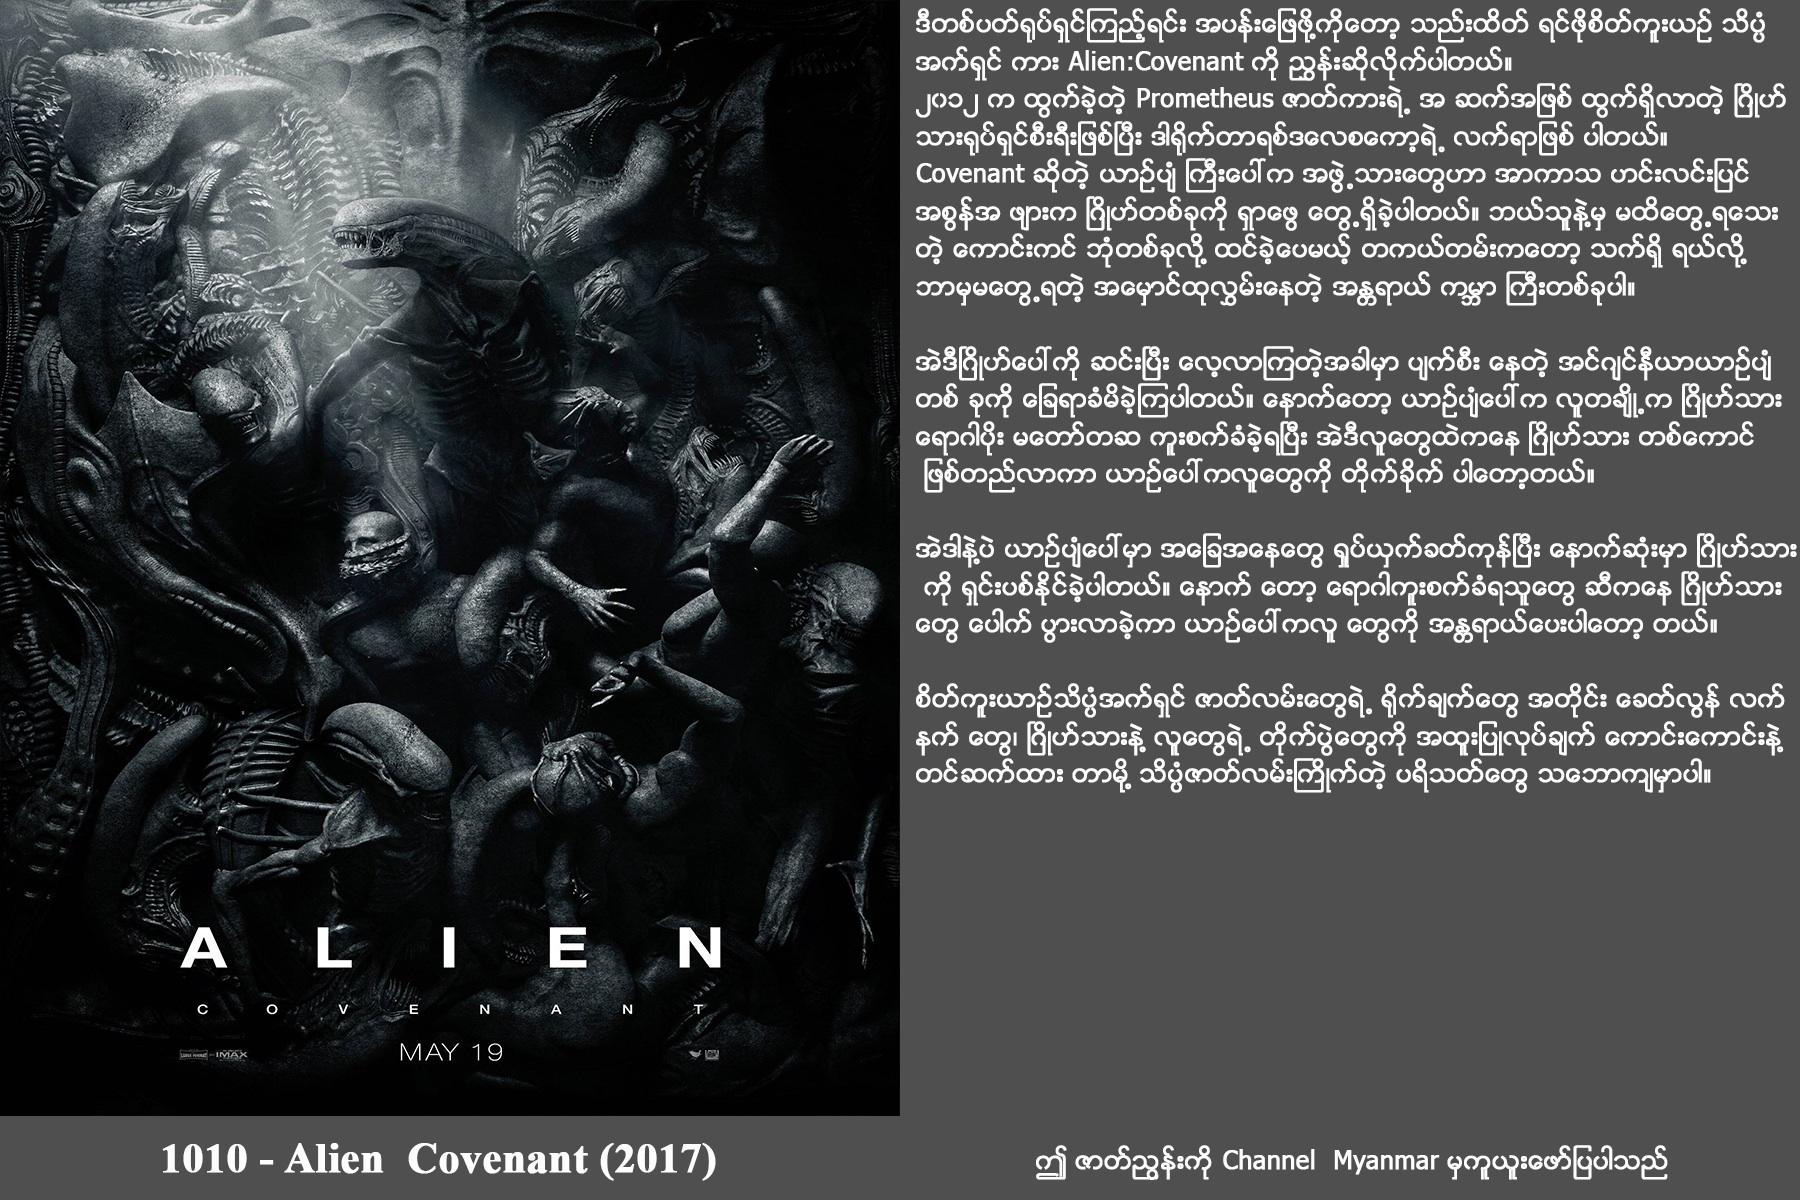 ဒီတစ်ပတ်ရုပ်ရှင်ကြည့်ရင်း အပန်းဖြေဖို့ကိုတော့ သည်းထိတ် ရင်ဖိုစိတ်ကူးယဉ် သိပ္ပံ
အက်ရှင် ကား Alien:Covenant ကို ညွှန်းဆိုလိုက်ပါတယ်။
၂၀၁၂ က ထွက်ခဲ့တဲ့ Prometheus ဇာတ်ကားရဲ့ အ ဆက်အဖြစ် ထွက်ရှိလာတဲ့ ဂြိုဟ်
သားရုပ်ရှင်စီးရီးဖြစ်ပြီး ဒါရိုက်တာရစ်ဒလေစကော့ရဲ့ လက်ရာဖြစ် ပါတယ်။
Covenant ဆိုတဲ့ ယာဉ်ပျံ ကြီးပေါ်က အဖွဲ့သားတွေဟာ အာကာသ ဟင်းလင်းပြင်
အစွန်အ ဖျားက ဂြိုဟ်တစ်ခုကို ရှာဖွေ တွေ့ရှိခဲ့ပါတယ်။ ဘယ်သူနဲ့မှ မထိတွေ့ရသေး
တဲ့ ကောင်းကင် ဘုံတစ်ခုလို့ ထင်ခဲ့ပေမယ့် တကယ်တမ်းကတော့ သက်ရှိ ရယ်လို့
ဘာမှမတွေ့ရတဲ့ အမှောင်ထုလွှမ်းနေတဲ့ အန္တရာယ် ကမ္ဘာ ကြီးတစ်ခုပါ။
အဲဒီဂြိုဟ်ပေါ်ကို ဆင်းပြီး လေ့လာကြတဲ့အခါမှာ ပျက်စီး နေတဲ့ အင်ဂျင်နီယာယာဉ်ပျံ
တစ် ခုကို ခြေရာခံမိခဲ့ကြပါတယ်။ နောက်တော့ ယာဉ်ပျံပေါ်က လူတချို့က ဂြိုဟ်သား
ရောဂါပိုး မတော်တဆ ကူးစက်ခံခဲ့ရပြီး အဲဒီလူတွေထဲကနေ ဂြိုဟ်သား တစ်ကောင်
ဖြစ်တည်လာကာ ယာဉ်ပေါ်ကလူတွေကို တိုက်ခိုက် ပါတော့တယ်။
အဲဒါနဲ့ပဲ ယာဉ်ပျံပေါ်မှာ အခြေအနေတွေ ရှုပ်ယှက်ခတ်ကုန်ပြီး နောက်ဆုံးမှာ ဂြိုဟ်သား
ကို ရှင်းပစ်နိုင်ခဲ့ပါတယ်။ နောက် တော့ ရောဂါကူးစက်ခံရသူတွေ ဆီကနေ ဂြိုဟ်သား
တွေ ပေါက် ပွားလာခဲ့ကာ ယာဉ်ပေါ်ကလူ တွေကို အန္တရာယ်ပေးပါတော့ တယ်။
စိတ်ကူးယာဉ်သိပ္ပံအက်ရှင် ဇာတ်လမ်းတွေရဲ့ ရိုက်ချက်တွေ အတိုင်း ခေတ်လွန် လက်
နက် တွေ၊ ဂြိုဟ်သားနဲ့ လူတွေရဲ့ တိုက်ပွဲတွေကို အထူးပြုလုပ်ချက် ကောင်းကောင်းနဲ့
တင်ဆက်ထား တာမို့ သိပ္ပံဇာတ်လမ်းကြိုက်တဲ့ ပရိသတ်တွေ သဘောကျမှာပါ။
ALIEN
COVENANT
IMAX
MAY 19
1010 - Alien Covenant (2017)
ဤ ဇာတ်ညွှန်းကို Channel Myanmar မှကူယူးဖော်ပြပါသည်